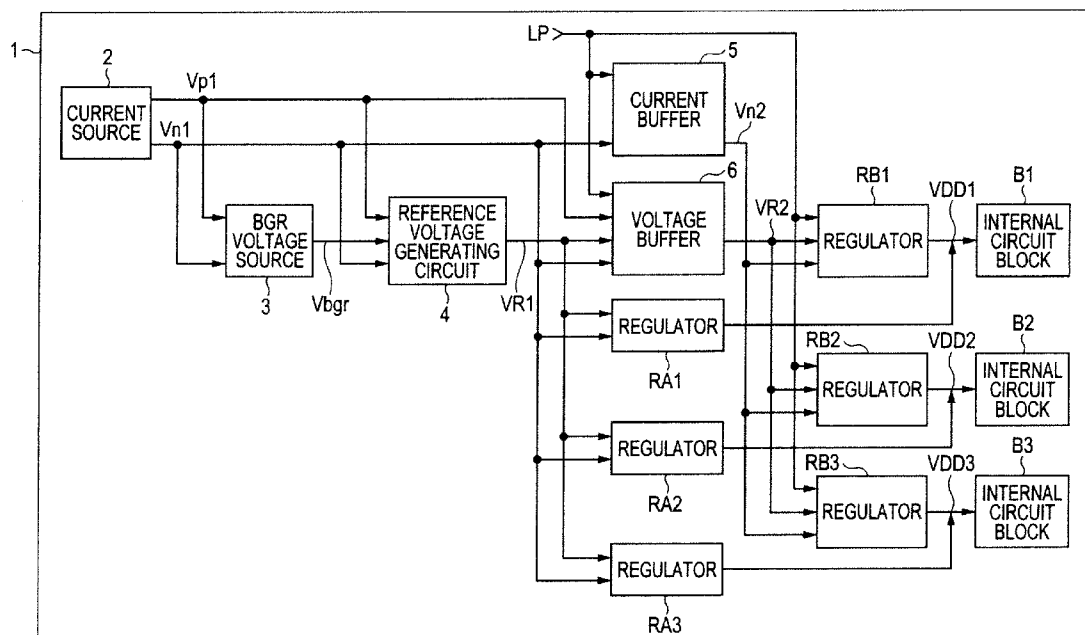 LP
1
2
Vp1
5
CURRENT
SOURCE
CURRENT
BUFFER
Vn1
Vn2
6
RB1
VDD1
B1
BGR
VOLTAGE
SOURCE
REFERENCE
VOLTAGE
GENERATING
CIRCUIT
VOLTAGE
BUFFER
VR2
REGULATOR
INTERNAL
CIRCUIT
BLOCK
3
Vbgr
4
VR1
REGULATOR
RA1
RB2
VDD2
B2
REGULATOR
INTERNAL
CIRCUIT
BLOCK
REGULATOR
RA2
RB3
VDD3
B3
REGULATOR
INTERNAL
CIRCUIT
BLOCK
REGULATOR
RA3